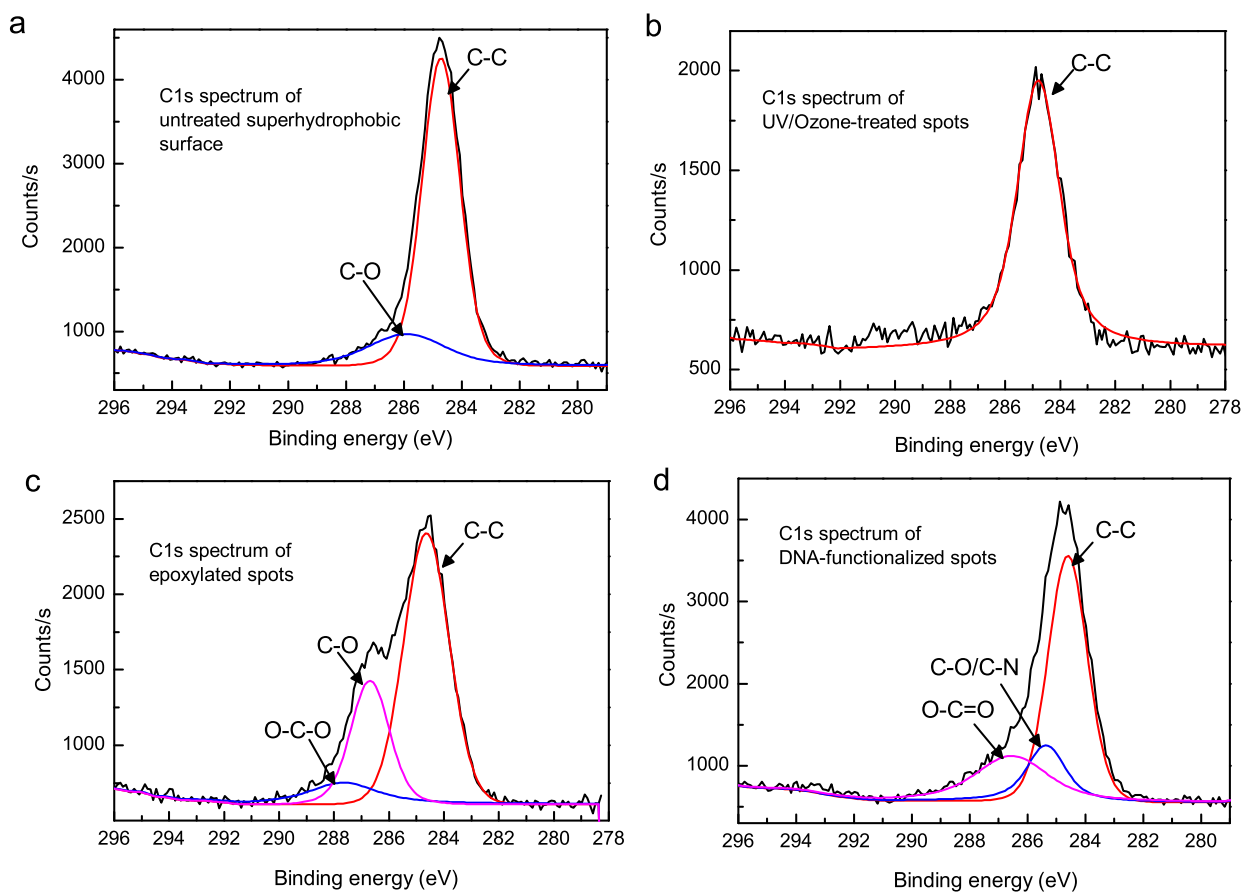 a
C1s spectrum of
untreated superhydrophobic
surface
C-C
C-O
4000
3000
2000
1000
296 294 292 290 288 286 284 282 280
Counts/s
Binding energy (eV)
b
C1s spectrum of
UV/Ozone-treated spots
C-C
2000
1500
1000
500
296 294 292 290 288 286 284 282 280 278
Counts/s
Binding energy (eV)
c
C1s spectrum of
epoxylated spots
C-C
C-O
O-C-O
2500
2000
1500
1000
296 294 292 290 288 286 284 282 280 278
Counts/s
Binding energy (eV)
d
C1s spectrum of
DNA-functionalized spots
C-C
C-O/C-N
O-C=O
4000
3000
2000
1000
296 294 292 290 288 286 284 282 280
Counts/s
Binding energy (eV)